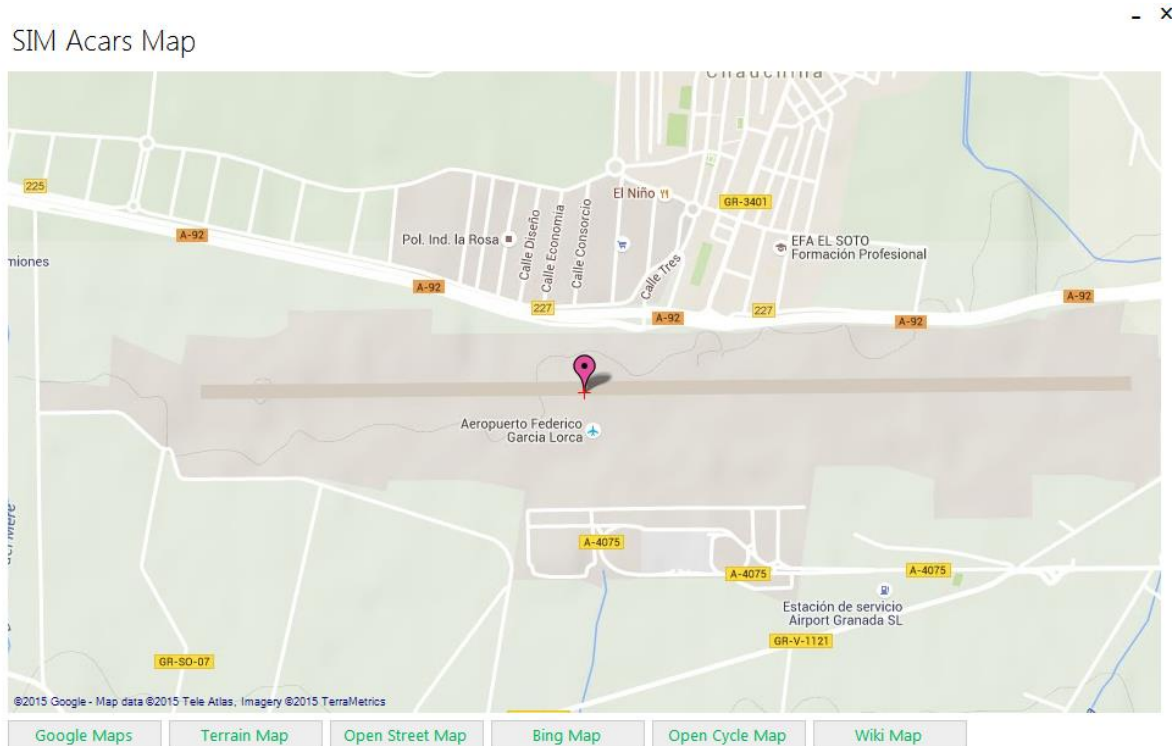 SIM Acars Map
Chauchina
225
El Niño
GR-3401
A-92
Pol. Ind. la Rosa
Calle Diseño
Calle Economia
Calle Consorcio
Calle Tres
EFA EL SOTO
Formación Profesional
miones
A-92
227
A-92
227
A-92
A-92
Aeropuerto Federico
Garcia Lorca
A-4075
A-4075
A-4075
Estación de servicio
Airport Granada SL
GR-V-1121
GR-SO-07
©2015 Google - Map data ©2015 Tele Atlas, Imagery ©2015 TerraMetrics
Google Maps
Terrain Map
Open Street Map
Bing Map
Open Cycle Map
Wiki Map